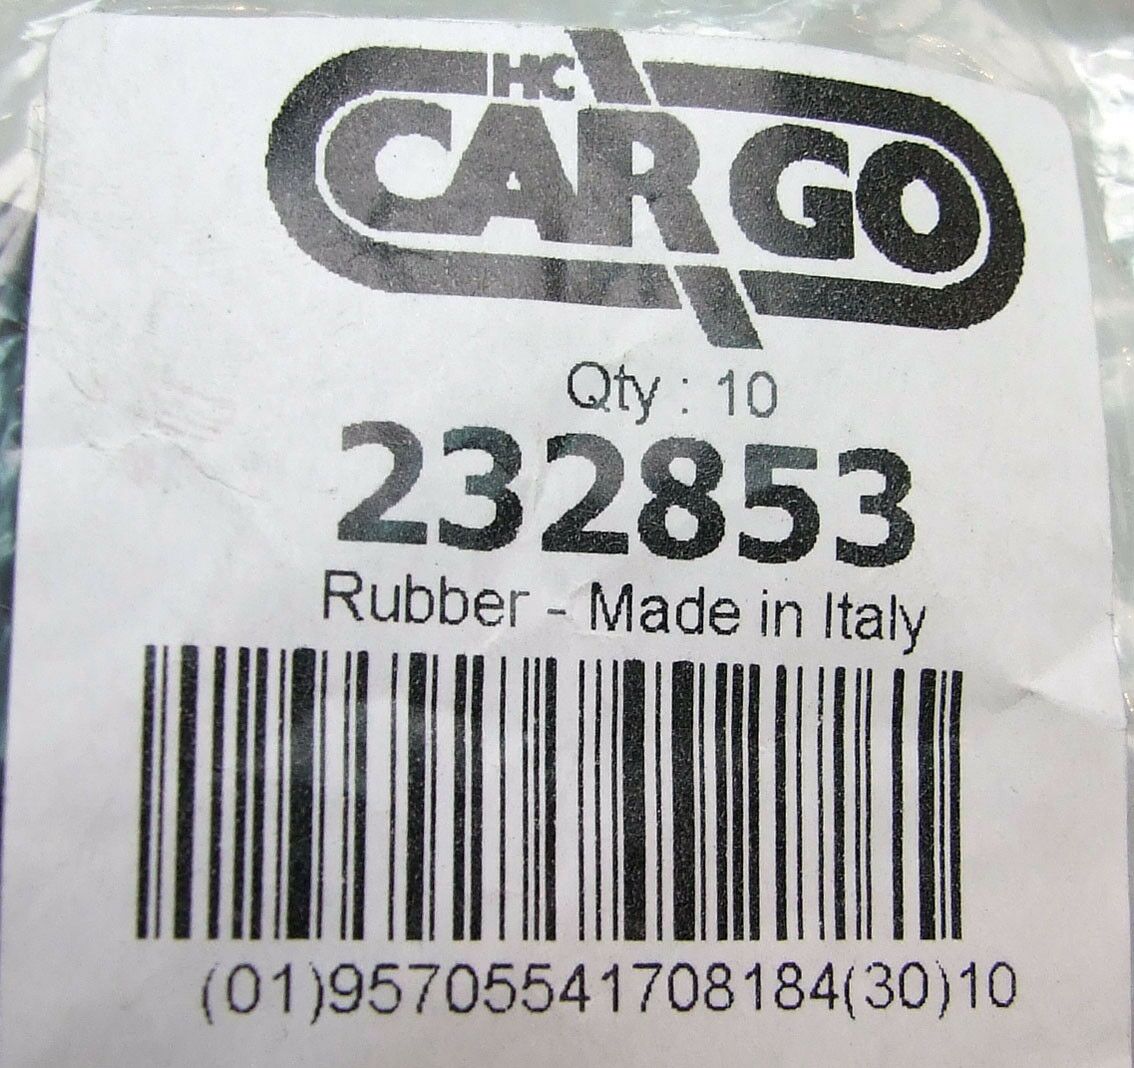 HC
CARGO
Qty : 10
232853
Rubber - Made in Italy
(01)95705541708184(30)10